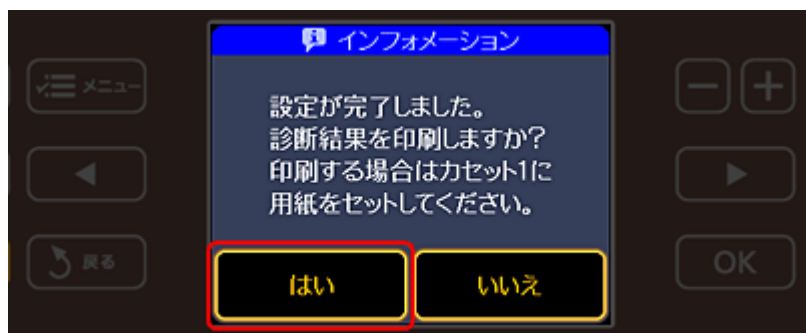 インフォメーション
メニュー
設定が完了しました。
診断結果を印刷しますか?
印刷する場合はカセット1に
用紙をセットしてください。
戻る
はい
いいえ
OK